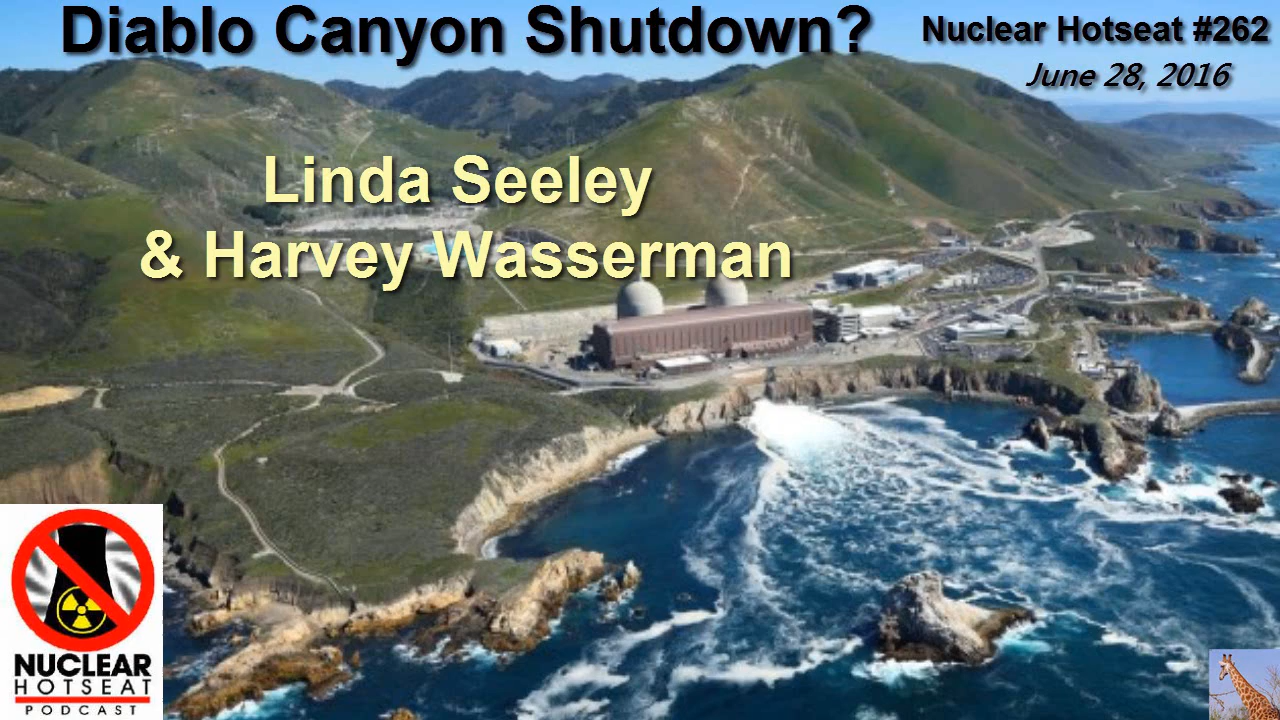 Diablo Canyon Shutdown?
Nuclear Hotseat #262
June 28, 2016
Linda Seeley
& Harvey Wasserman
NUCLEAR
HOTSEAT
PODCAST